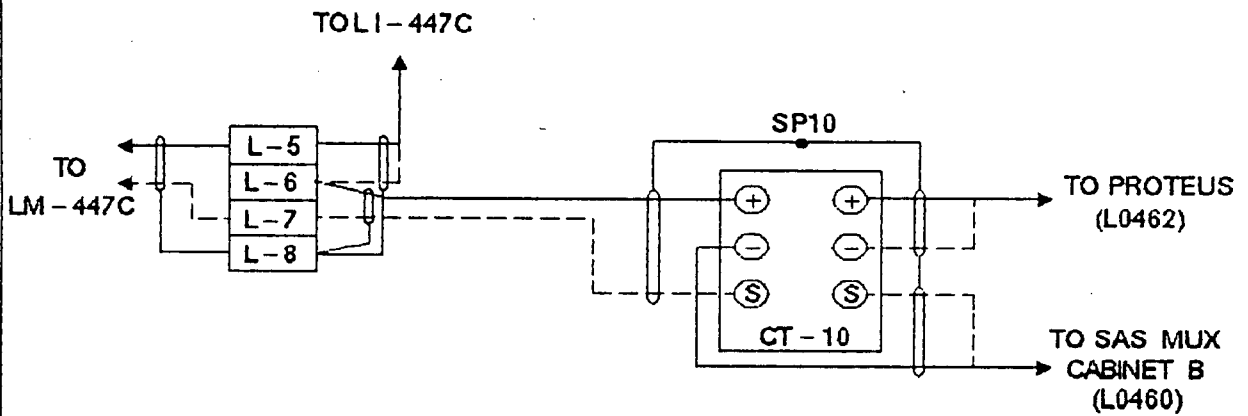 TO LI-447C
SP10
L-5
L-6
L-7
L-8
TO
LM-447C
+
+
-
-
S
S
CT-10
TO PROTEUS
(L0462)
TO SAS MUX
CABINET B
(L0460)